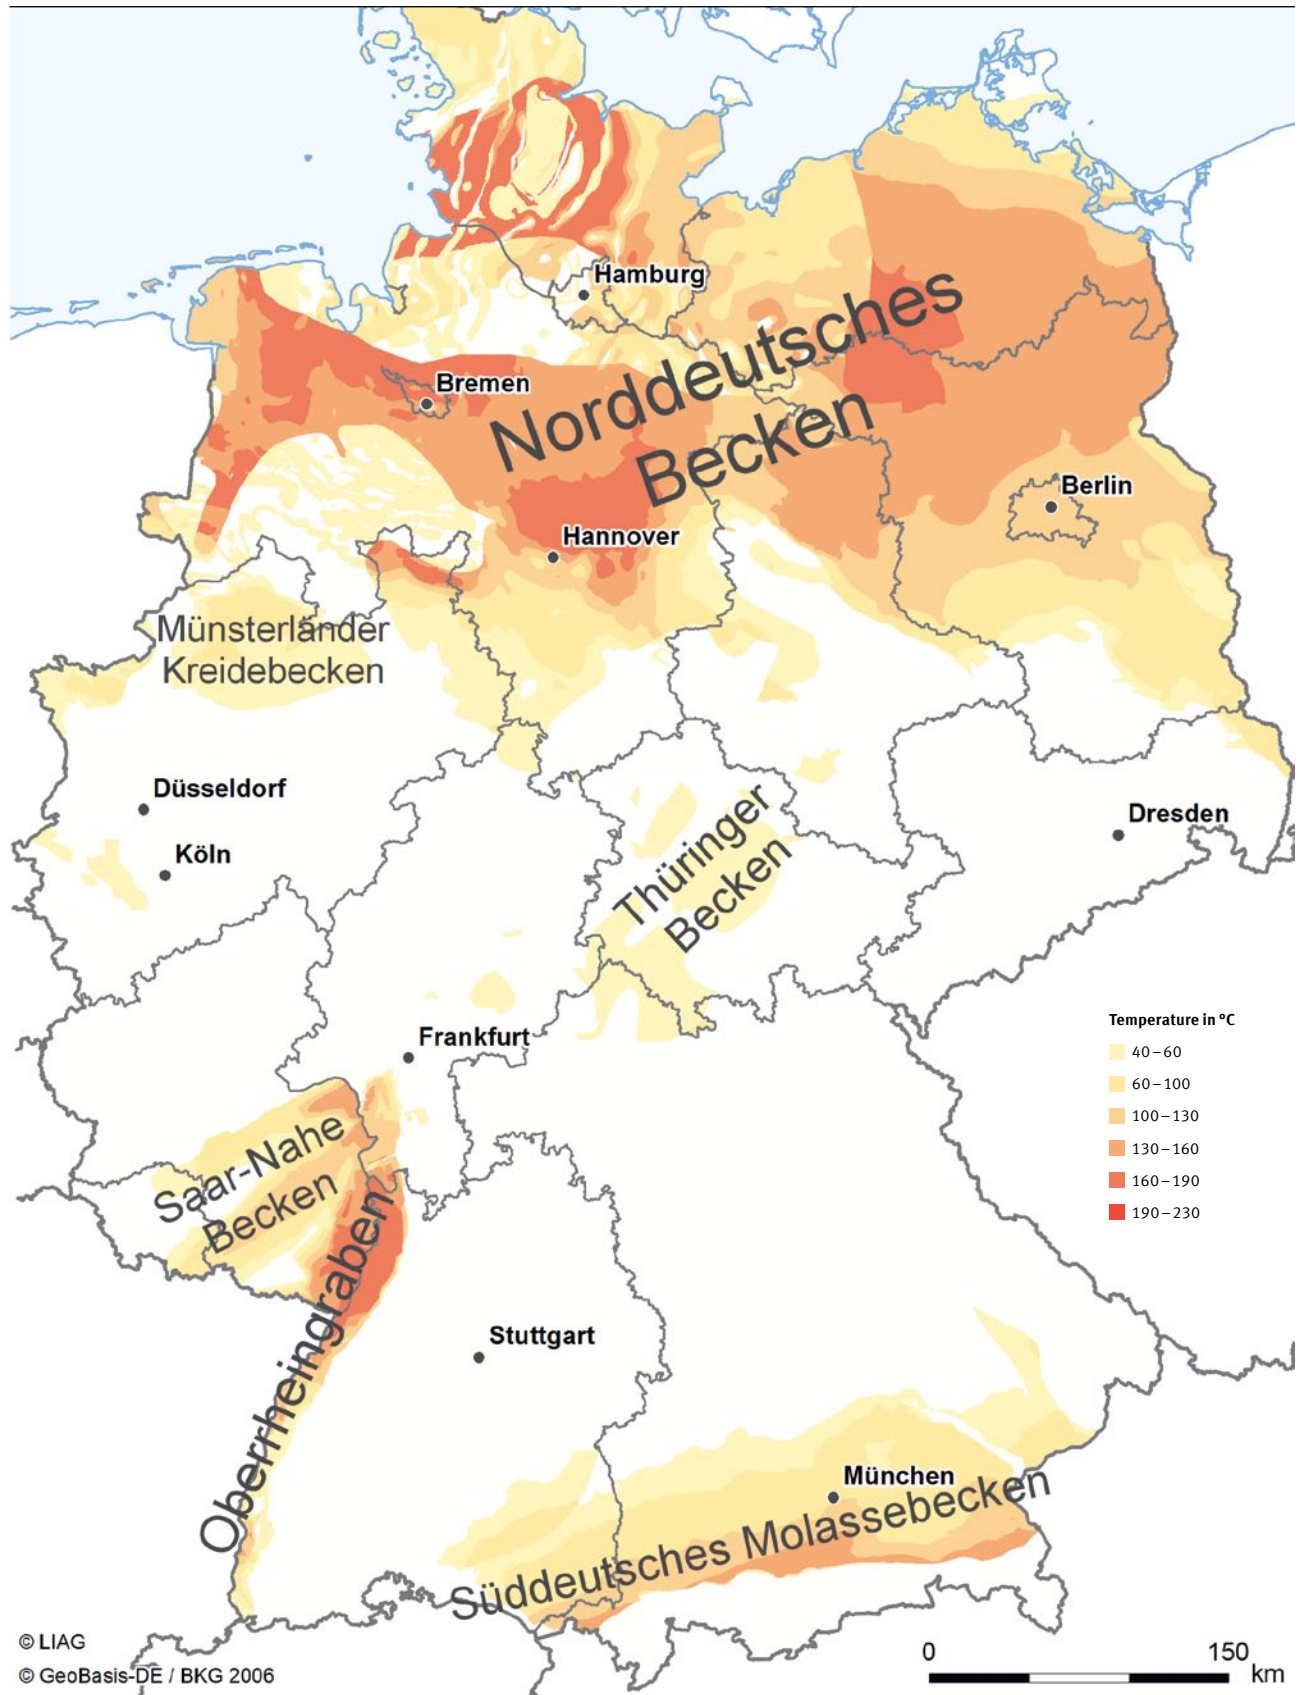 Hamburg
Bremen
Norddeutsches
Becken
Berlin
Hannover
Münsterländer
Kreidebecken
Düsseldorf
Köln
Dresden
Thüringer
Becken
Frankfurt
Temperature in °C
40–60
60–100
100–130
130–160
160–190
190–230
Saar-Nahe
Becken
Oberrheingraben
Stuttgart
München
Süddeutsches Molassebecken
© LIAG
© GeoBasis-DE / BKG 2006
0 150
km